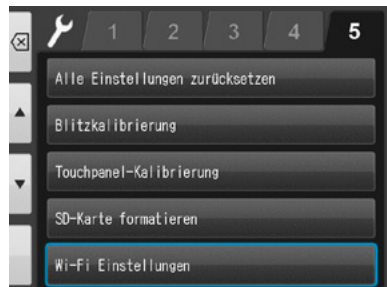 1 2 3 4 5
Alle Einstellungen zurücksetzen
Blitzkalibrierung
Touchpanel-Kalibrierung
SD-Karte formatieren
Wi-Fi Einstellungen